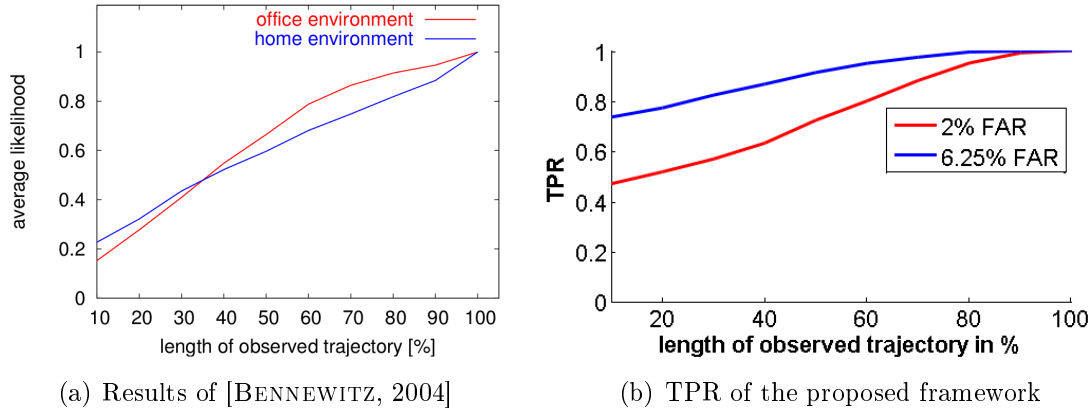 office environment
home environment
1
0.8
0.6
0.4
0.2
0
average likelihood
10 20 30 40 50 60 70 80 90 100
length of observed trajectory [%]
(a) Results of [BENNEWITZ, 2004]
1
0.8
0.6
0.4
0.2
0
TPR
2% FAR
6.25% FAR
20 40 60 80 100
length of observed trajectory in %
(b) TPR of the proposed framework